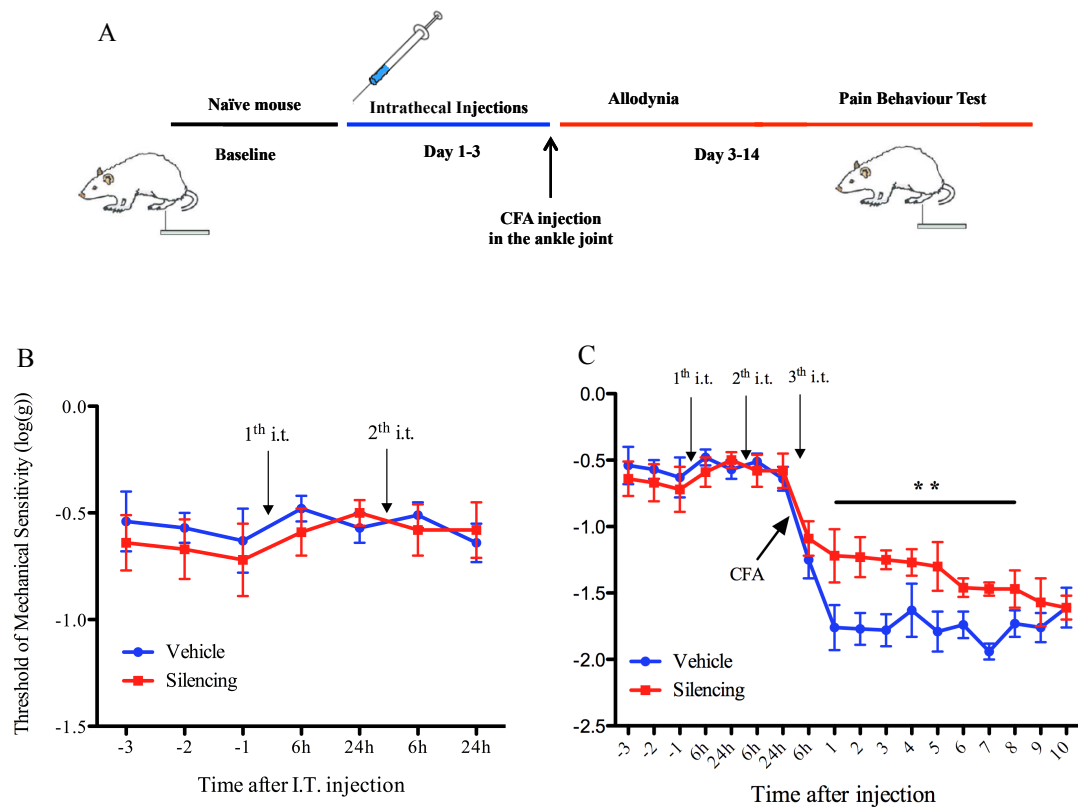 A
Naïve mouse
Intrathecal Injections
Allodynia
Pain Behaviour Test
Baseline
Day 1-3
Day 3-14
CFA injection
in the ankle joint
B
Threshold of Mechanical Sensitivity (log(g))
0.0
-0.5
-1.0
-1.5
1th i.t.
2th i.t.
Vehicle
Silencing
-3 -2 -1 6h 24h 6h 24h
Time after I.T. injection
C
1th i.t. 2th i.t. 3th i.t.
0.0
-0.5
-1.0
-1.5
-2.0
-2.5
**
CFA
Vehicle
Silencing
-3 -2 -1 6h 24h 6h 24h 6h 1 2 3 4 5 6 7 8 9 10
Time after injection